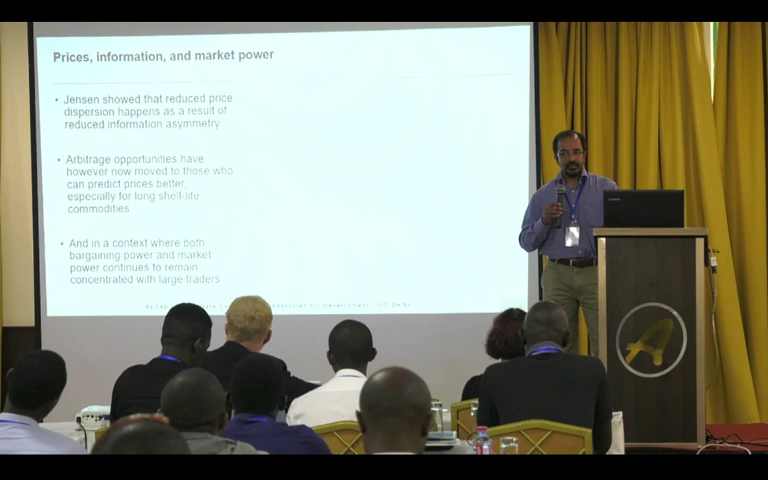 Prices, information, and market power
• Jensen showed that reduced price
dispersion happens as a result of
reduced information asymmetry
• Arbitrage opportunities have
however now moved to those who
can predict prices better,
especially for long shelf-life
commodities
• And in a context where both
bargaining power and market
power continues to remain
concentrated with large traders